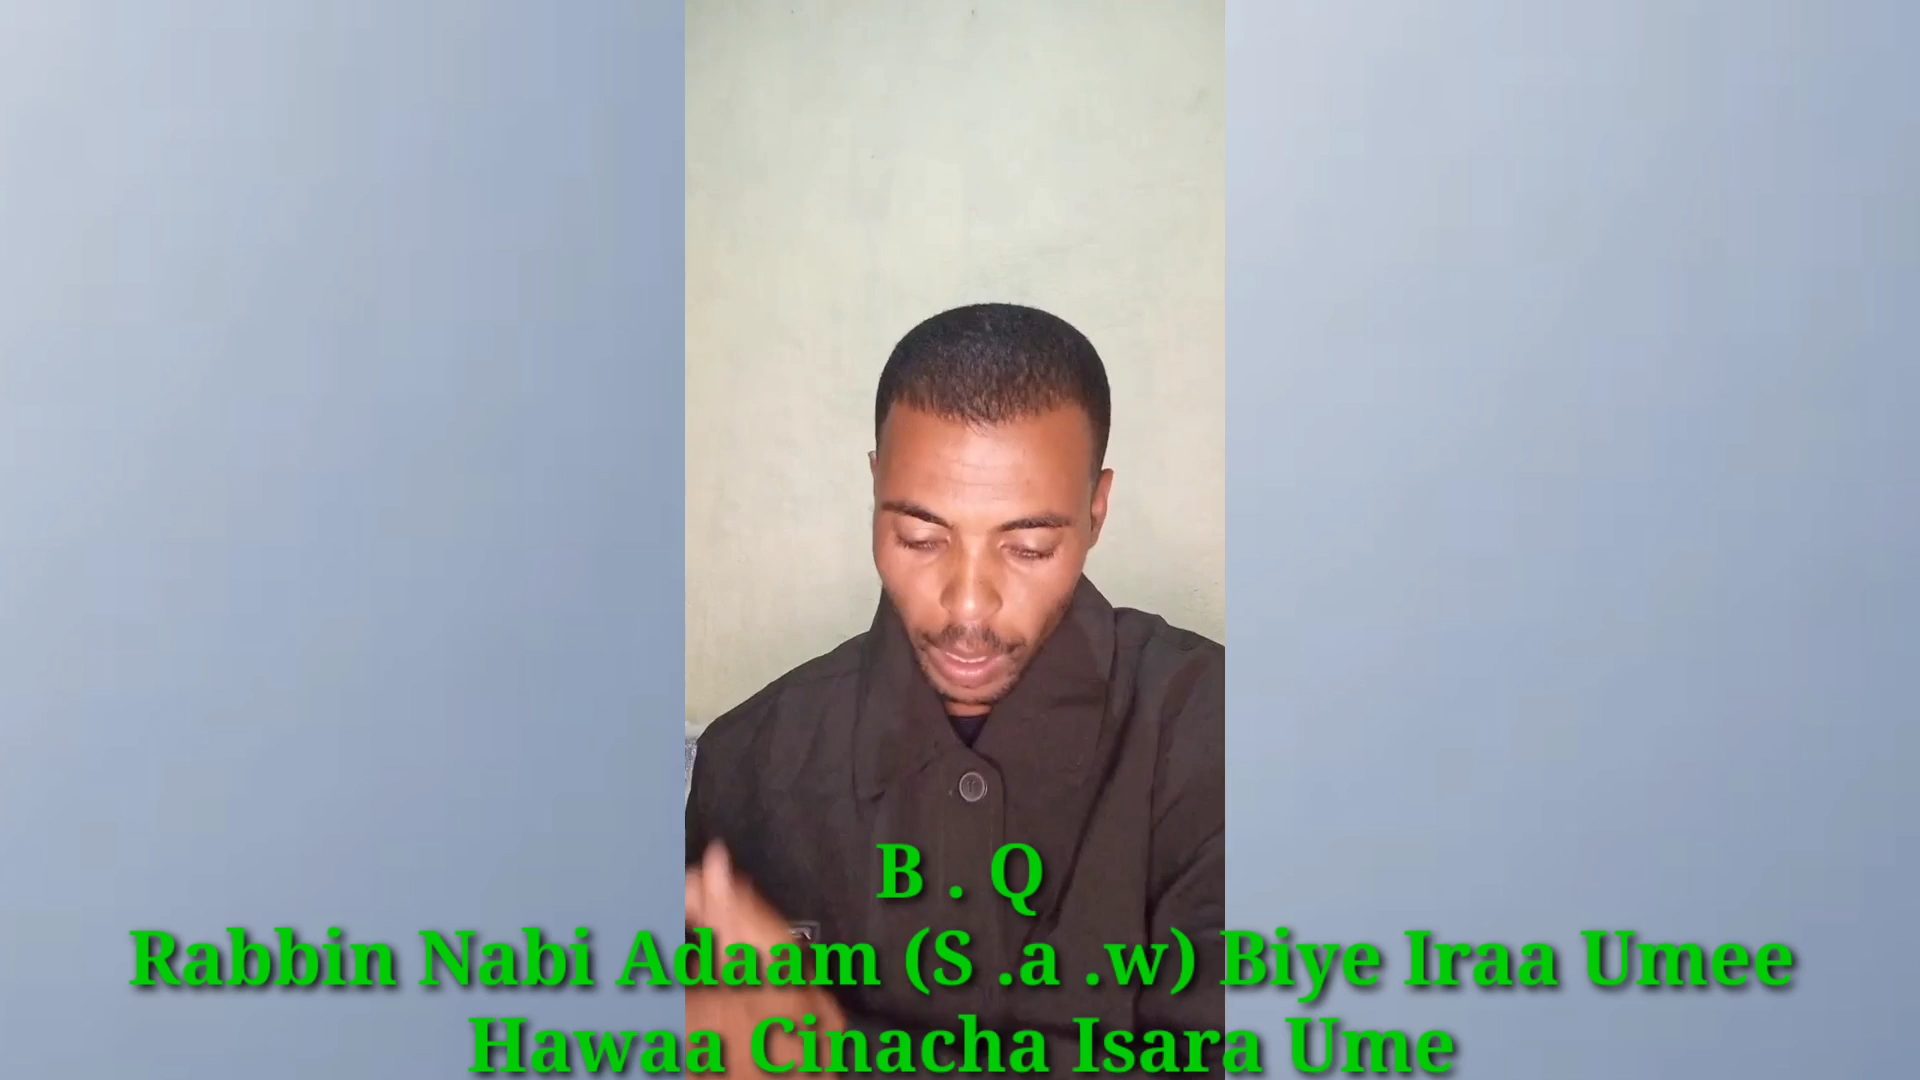 B . Q
Rabbin Nabi Adaam (S .a .w) Biye Iraa Umee
Hawaa Cinacha Isara Ume